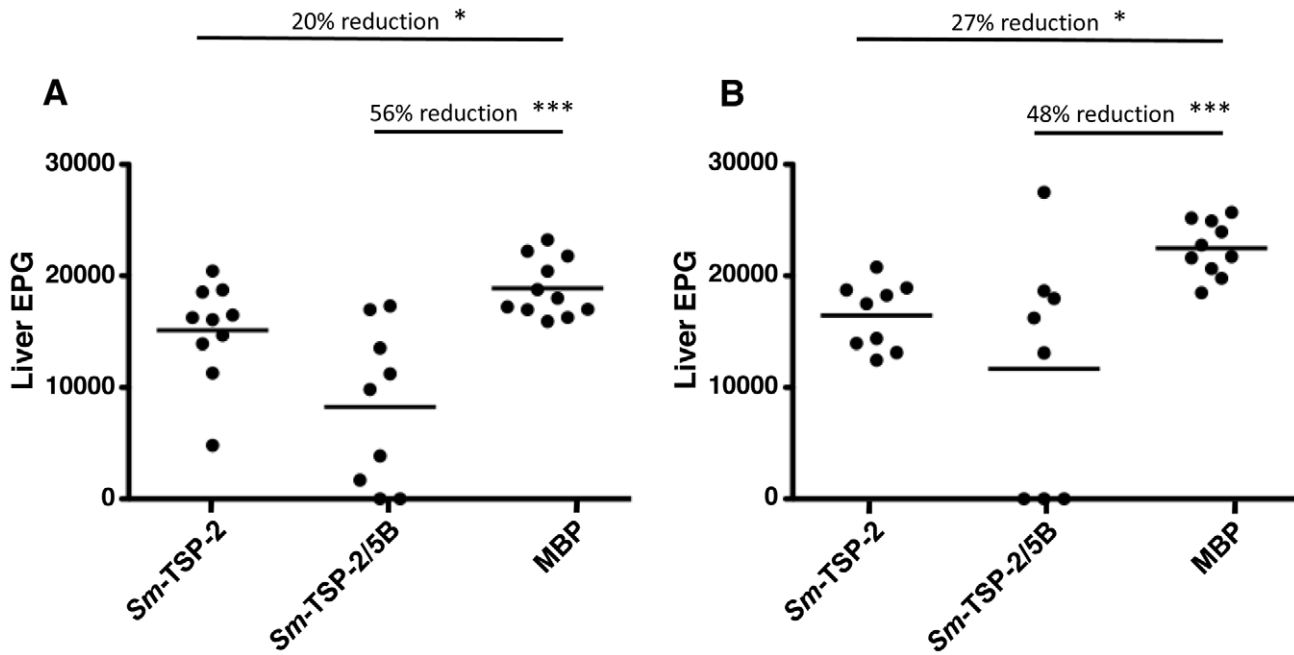 20% reduction *
A
56% reduction ***
30000
20000
10000
0
Liver EPG
Sm-TSP-2
Sm-TSP-2/5B
MBP
27% reduction *
B
48% reduction ***
30000
20000
10000
0
Liver EPG
Sm-TSP-2
Sm-TSP-2/5B
MBP